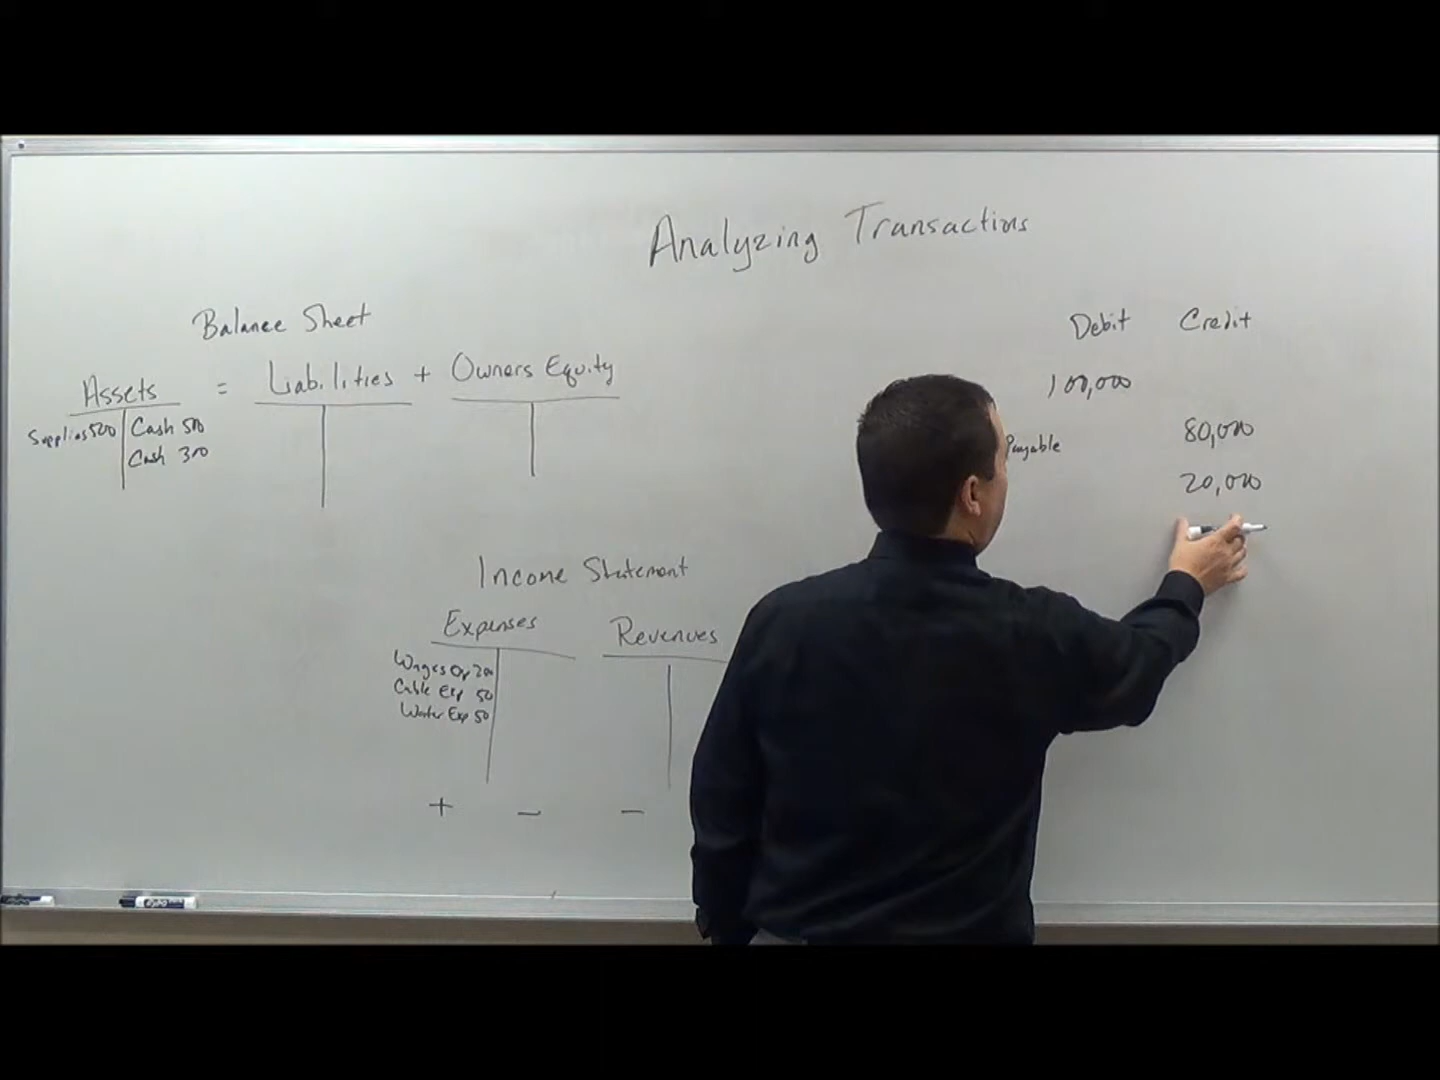 Analyzing Transactions
Balance Sheet
Assets = Liabilities + Owners Equity
Supplies 500 Cash 500
Cash 300
Income Statement
Expenses Revenues
Wages Exp 200
Cable Exp 50
Water Exp 50
+ - -
Debit Credit
100,000
Payable 80,000
20,000